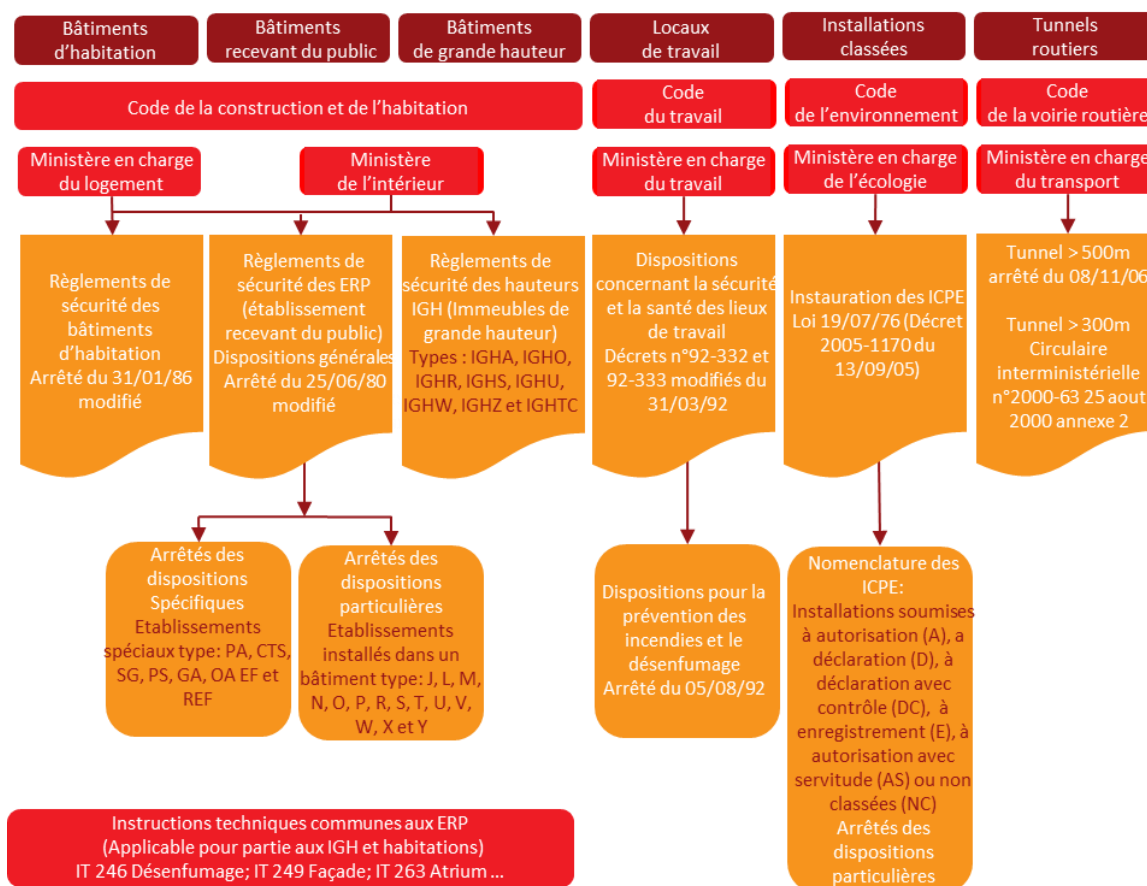 Bâtiments
d'habitation
Bâtiments
recevant du public
Bâtiments
de grande hauteur
Locaux
de travail
Installations
classées
Tunnels
routiers
Code de la construction et de l'habitation
Code
du travail
Code
de l'environnement
Code
de la voirie routière
Ministère en charge
du logement
Ministère
de l'intérieur
Ministère en charge
du travail
Ministère en charge
de l'écologie
Ministère en charge
du transport
Règlements de
sécurité des
bâtiments
d'habitation
Arrêté du 31/01/86
modifié
Règlements de
sécurité des ERP
(établissement
recevant du public)
Dispositions générales
Arrêté du 25/06/80
modifié
Règlements de
sécurité des hauteurs
IGH (Immeubles de
grande hauteur)
Types : IGHA, IGHO,
IGHR, IGHS, IGHU,
IGHW, IGHZ et IGHTC
Dispositions
concernant la sécurité
et la santé des lieux
de travail
Décrets n°92-332 et
92-333 modifiés du
31/03/92
Instauration des ICPE
Loi 19/07/76 (Décret
2005-1170 du
13/09/05)
Tunnel > 500m
arrêté du 08/11/06
Tunnel > 300m
Circulaire
interministérielle
n°2000-63 25 aout
2000 annexe 2
Arrêtés des
dispositions
Spécifiques
Etablissements
spéciaux type: PA, CTS,
SG, PS, GA, OA EF et
REF
Arrêtés des
dispositions
particulières
Etablissements
installés dans un
bâtiment type: J, L, M,
N, O, P, R, S, T, U, V,
W, X et Y
Dispositions pour la
prévention des
incendies et le
désenfumage
Arrêté du 05/08/92
Nomenclature des
ICPE:
Installations soumises
à autorisation (A), a
déclaration (D), à
déclaration avec
contrôle (DC), à
enregistrement (E), à
autorisation avec
servitude (AS) ou non
classées (NC)
Arrêtés des
dispositions
particulières
Instructions techniques communes aux ERP
(Applicable pour partie aux IGH et habitations)
IT 246 Désenfumage; IT 249 Façade; IT 263 Atrium ...